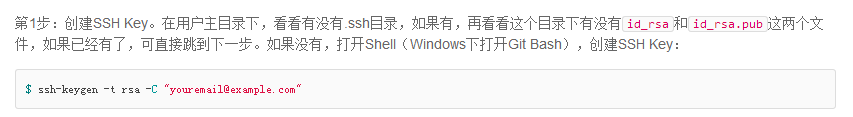 第1步：创建SSH Key。在用户主目录下，看看有没有.ssh目录，如果有，再看看这个目录下有没有id_rsa和id_rsa.pub这两个文
件，如果已经有了，可直接跳到下一步。如果没有，打开Shell（Windows下打开Git Bash），创建SSH Key：
$ ssh-keygen -t rsa -C "youremail@example.com"